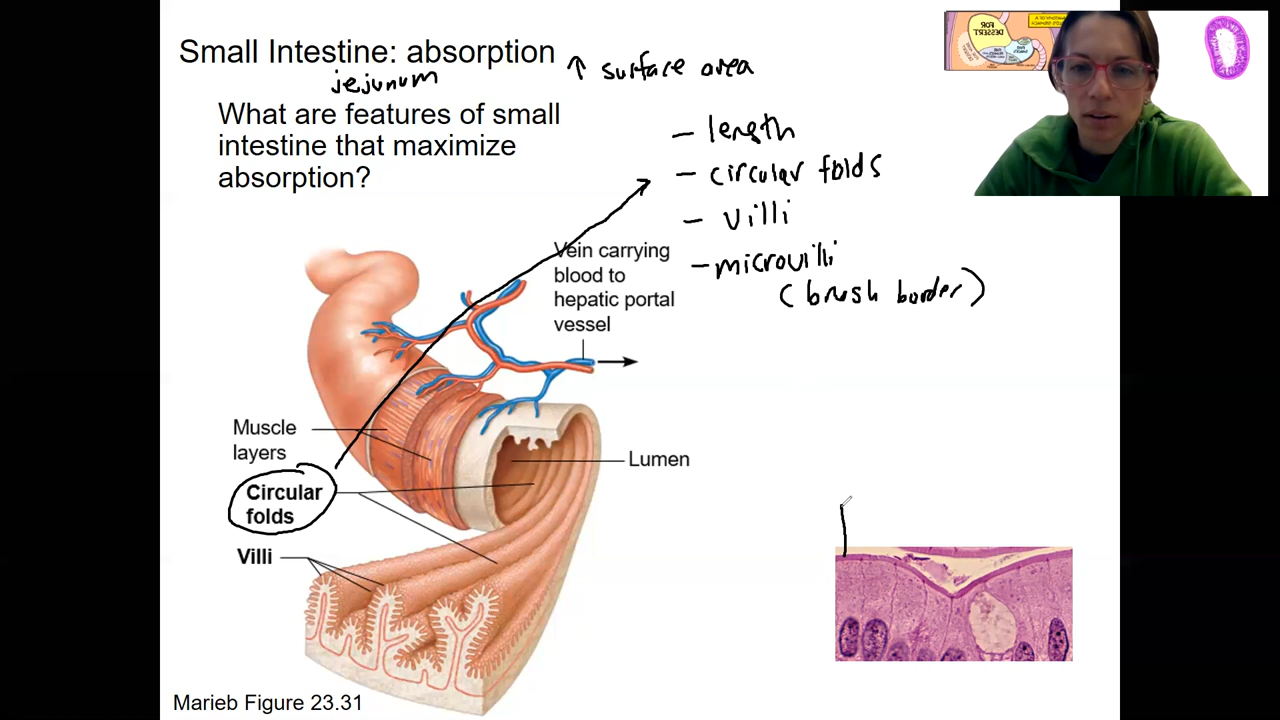 Small Intestine: absorption
↑ surface area
jejunum
What are features of small
intestine that maximize
absorption?
- length
- circular folds
- villi
- microvilli
(brush border)
Vein carrying
blood to
hepatic portal
vessel
Muscle
layers
Lumen
Circular
folds
Villi
Marieb Figure 23.31
FOR
DESSERT